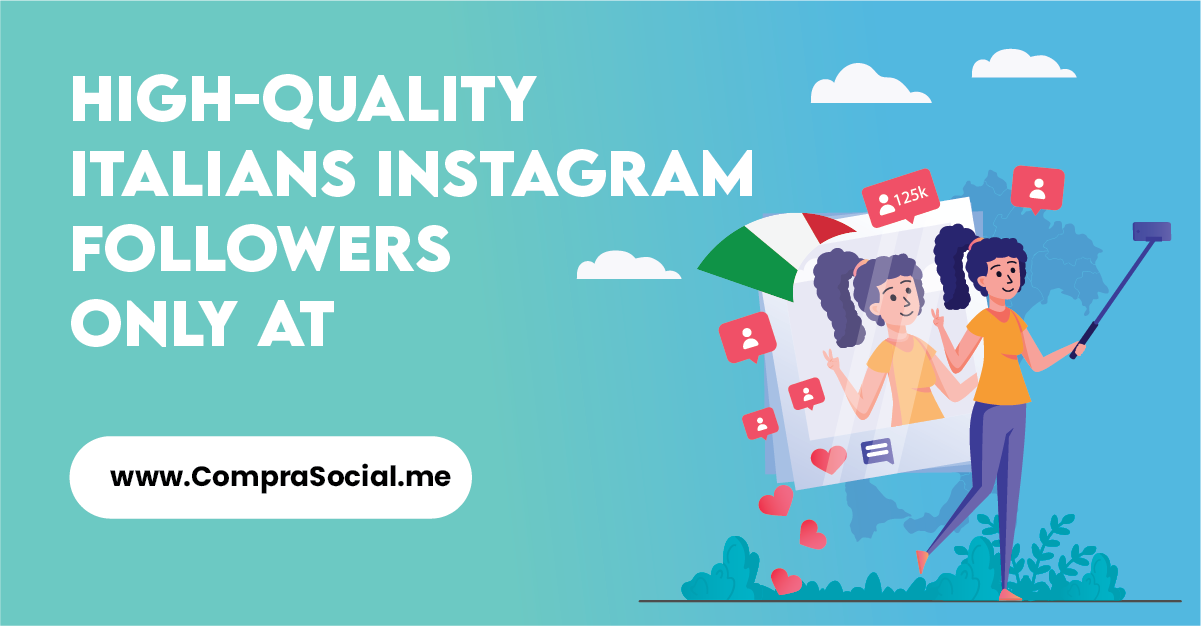 HIGH-QUALITY
ITALIANS INSTAGRAM
FOLLOWERS
ONLY AT
www.CompraSocial.me
125k